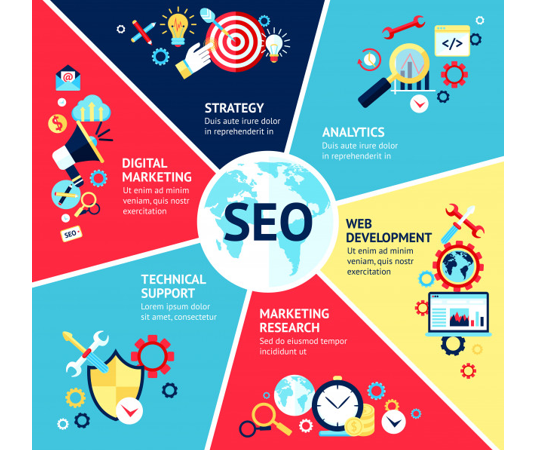 STRATEGY
Duis aute irure dolor
in reprehenderit in
</>
ANALYTICS
Duis aute irure dolor
in reprehenderit in
@
$
DIGITAL
MARKETING
Ut enim ad minim
veniam, quis nostr
exercitation
SEO
SEO
WEB
DEVELOPMENT
Ut enim ad minim
veniam, quis nostr
exercitation
TECHNICAL
SUPPORT
Lorem ipsum dolor
sit amet, consectetur
MARKETING
RESEARCH
Sed do eiusmod tempor
incididunt ut